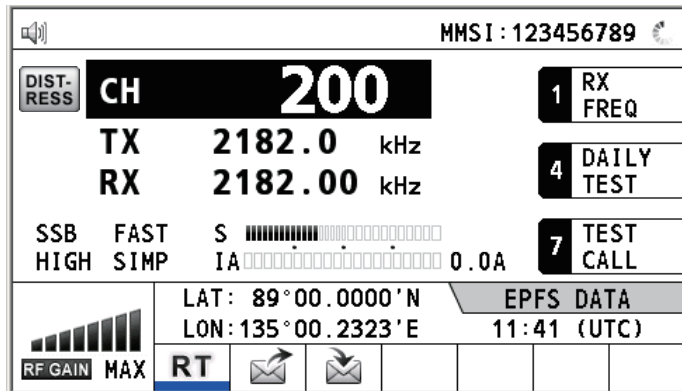 MMSI:123456789
DIST-
RESS
CH 200
TX 2182.0 kHz
RX 2182.00 kHz
1 RX
FREQ
4 DAILY
TEST
7 TEST
CALL
SSB FAST S
HIGH SIMP IA 0.0A
LAT: 89°00.0000'N EPFS DATA
LON:135°00.2323'E 11:41 (UTC)
RF GAIN MAX RT